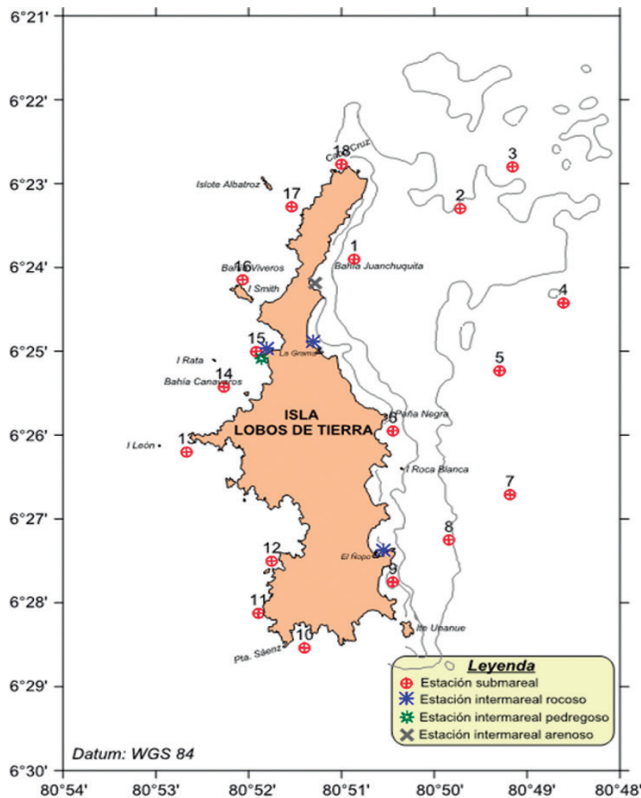 6°21'
6°22'
6°23'
6°24'
6°25'
6°26'
6°27'
6°28'
6°29'
6°30'
18
Cabo Cruz
3
Islote Albatroz
17
2
1
16
Bahía Viveros
Bahía Juanchuquita
I Smith
4
15
La Grama
I Rata
14
5
Bahía Canaveros
ISLA
LOBOS DE TIERRA
Peña Negra
6
13
I León
I Roca Blanca
7
8
12
El Ñopo
9
11
10
Ite Unanue
Pta. Sáenz
Leyenda
Estación submareal
Estación intermareal rocoso
Estación intermareal pedregoso
Estación intermareal arenoso
Datum: WGS 84
80°54' 80°53' 80°52' 80°51' 80°50' 80°49' 80°48'